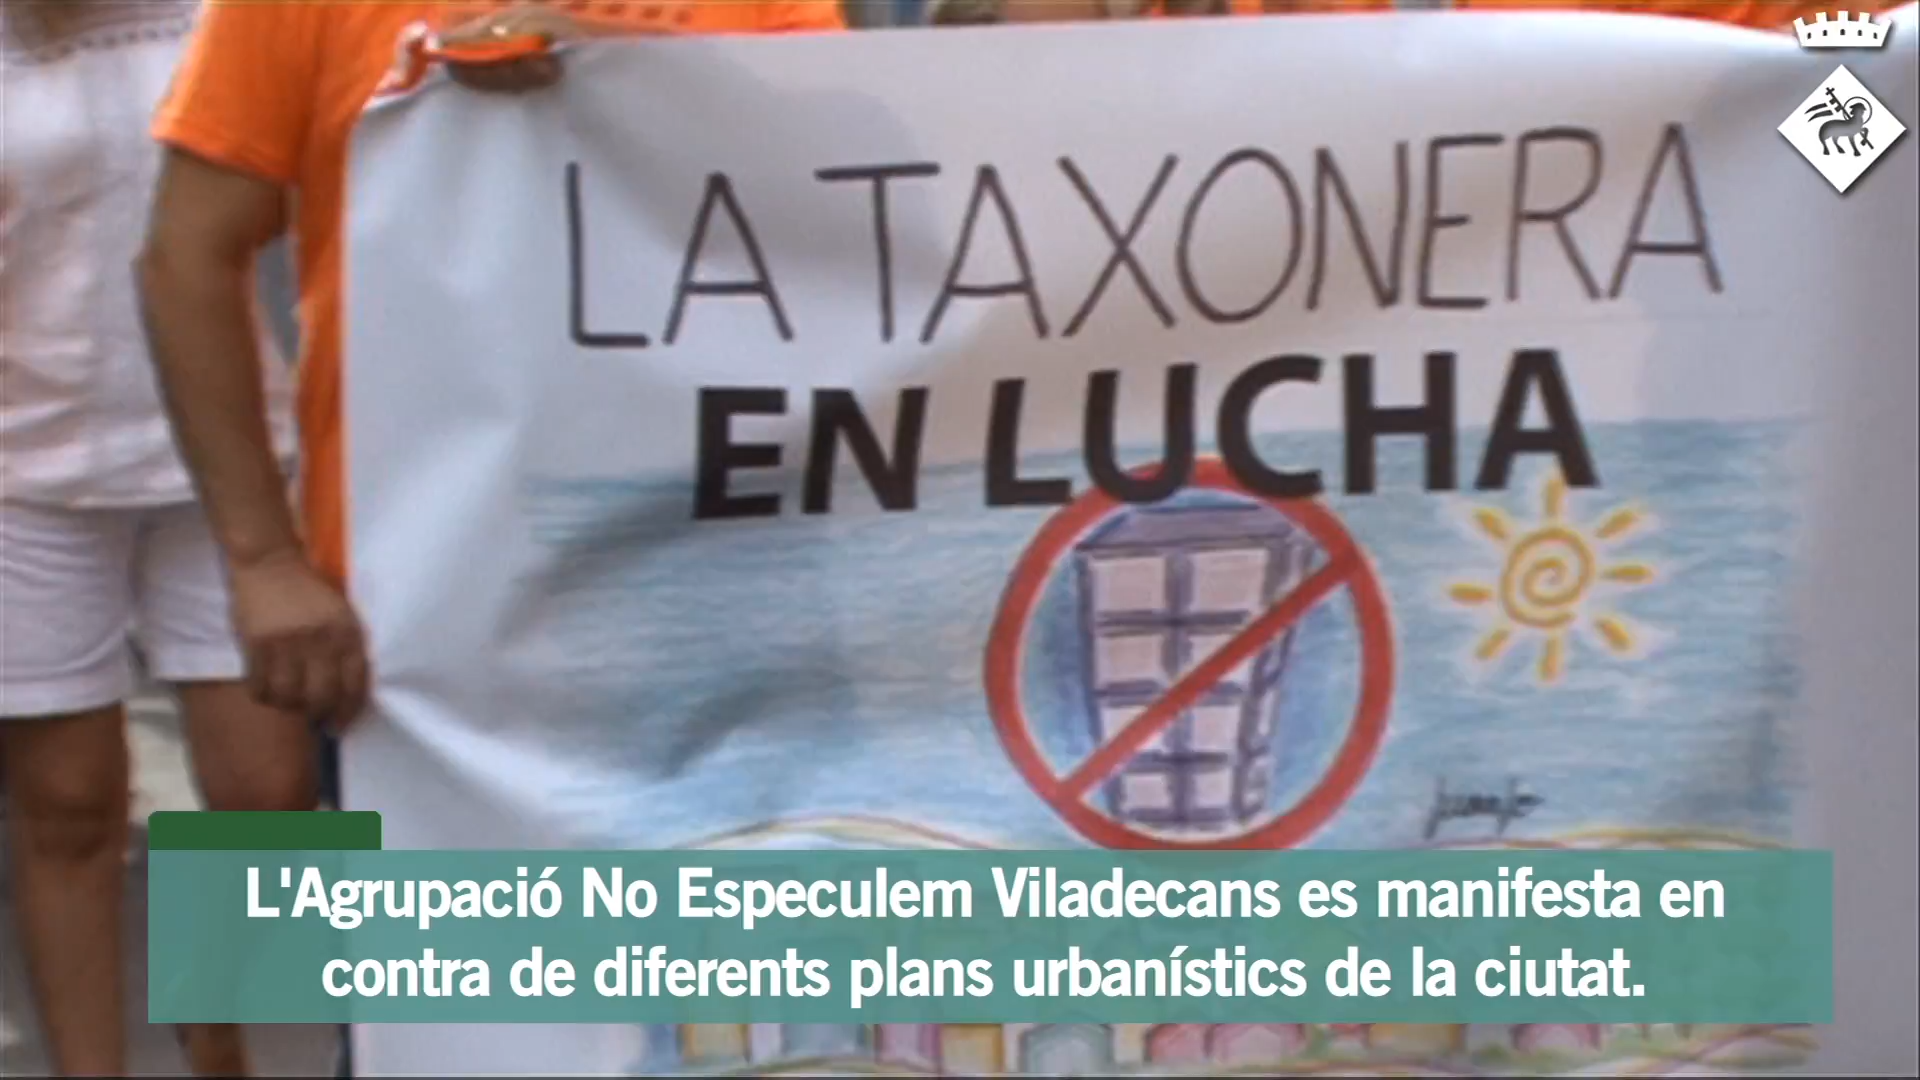 LA TAXONERA
EN LUCHA
L'Agrupació No Especulem Viladecans es manifesta en
contra de diferents plans urbanístics de la ciutat.